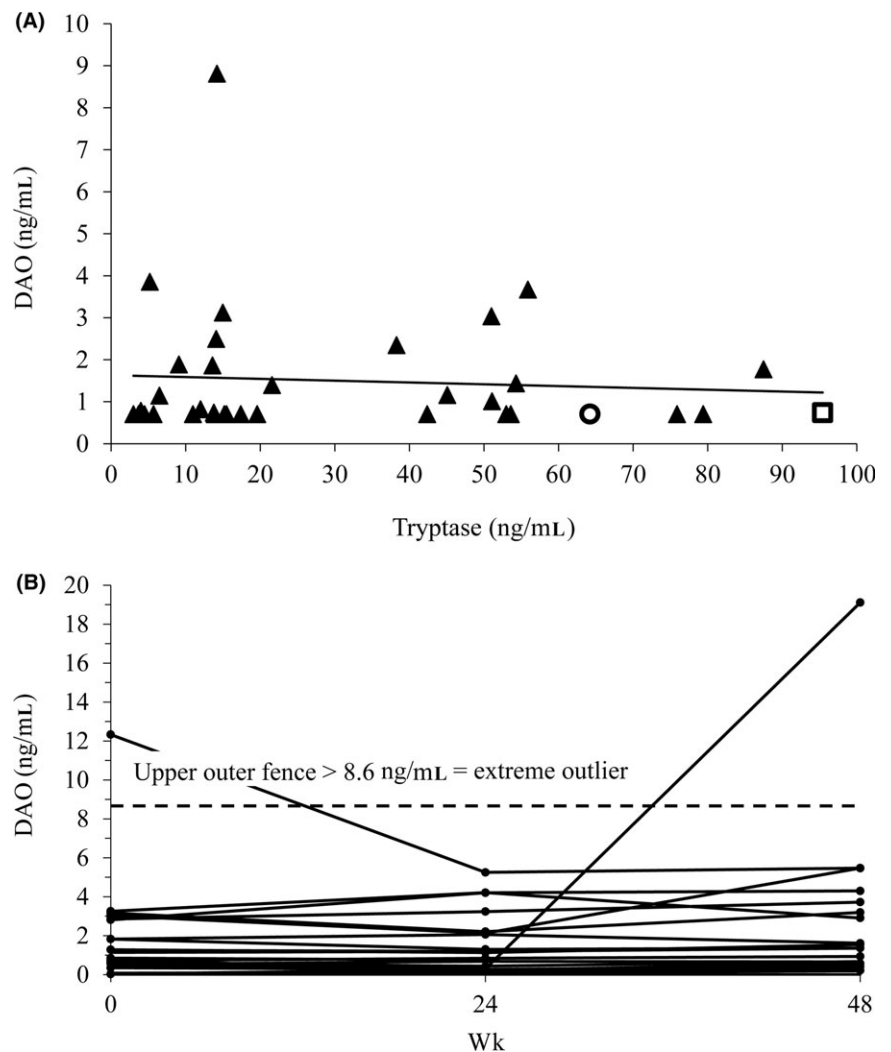 (A)
10
9
8
7
6
5
4
3
2
1
0
DAO (ng/mL)
0 10 20 30 40 50 60 70 80 90 100
Tryptase (ng/mL)
(B)
20
18
16
14
12
10
8
6
4
2
0
DAO (ng/mL)
Upper outer fence > 8.6 ng/mL = extreme outlier
0 24 48
Wk